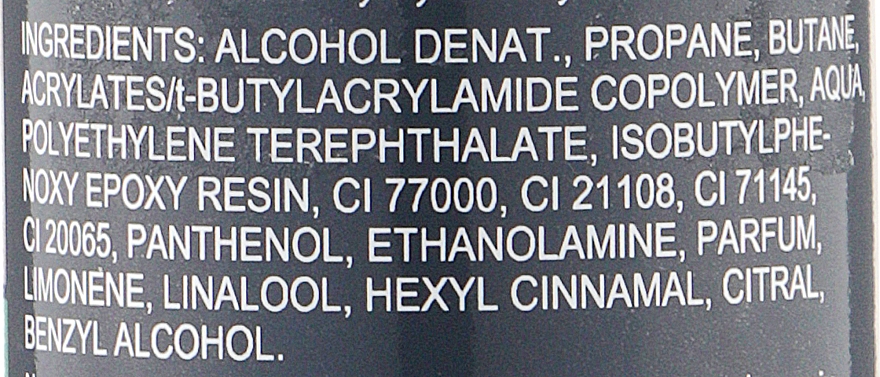 INGREDIENTS: ALCOHOL DENAT., PROPANE, BUTANE,
ACRYLATES/t-BUTYLACRYLAMIDE COPOLYMER, AQUA,
POLYETHYLENE TEREPHTHALATE, ISOBUTYLPHE-
NOXY EPOXY RESIN, CI 77000, CI 21108, CI 71145,
CI 20065, PANTHENOL, ETHANOLAMINE, PARFUM,
LIMONENE, LINALOOL, HEXYL CINNAMAL, CITRAL,
BENZYL ALCOHOL.